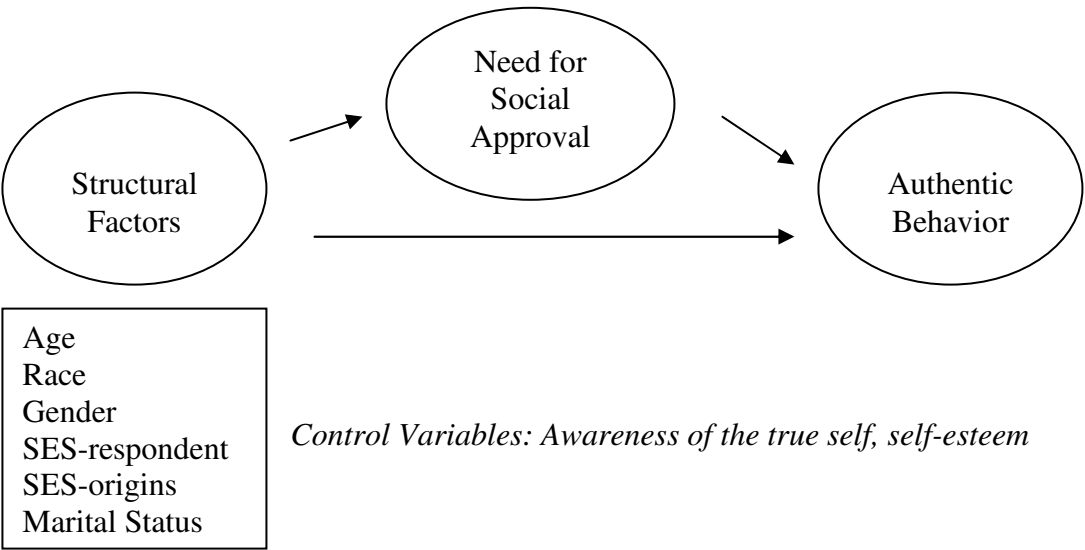 Need for
Social
Approval
Structural
Factors
Authentic
Behavior
Age
Race
Gender
SES-respondent
SES-origins
Marital Status
Control Variables: Awareness of the true self, self-esteem